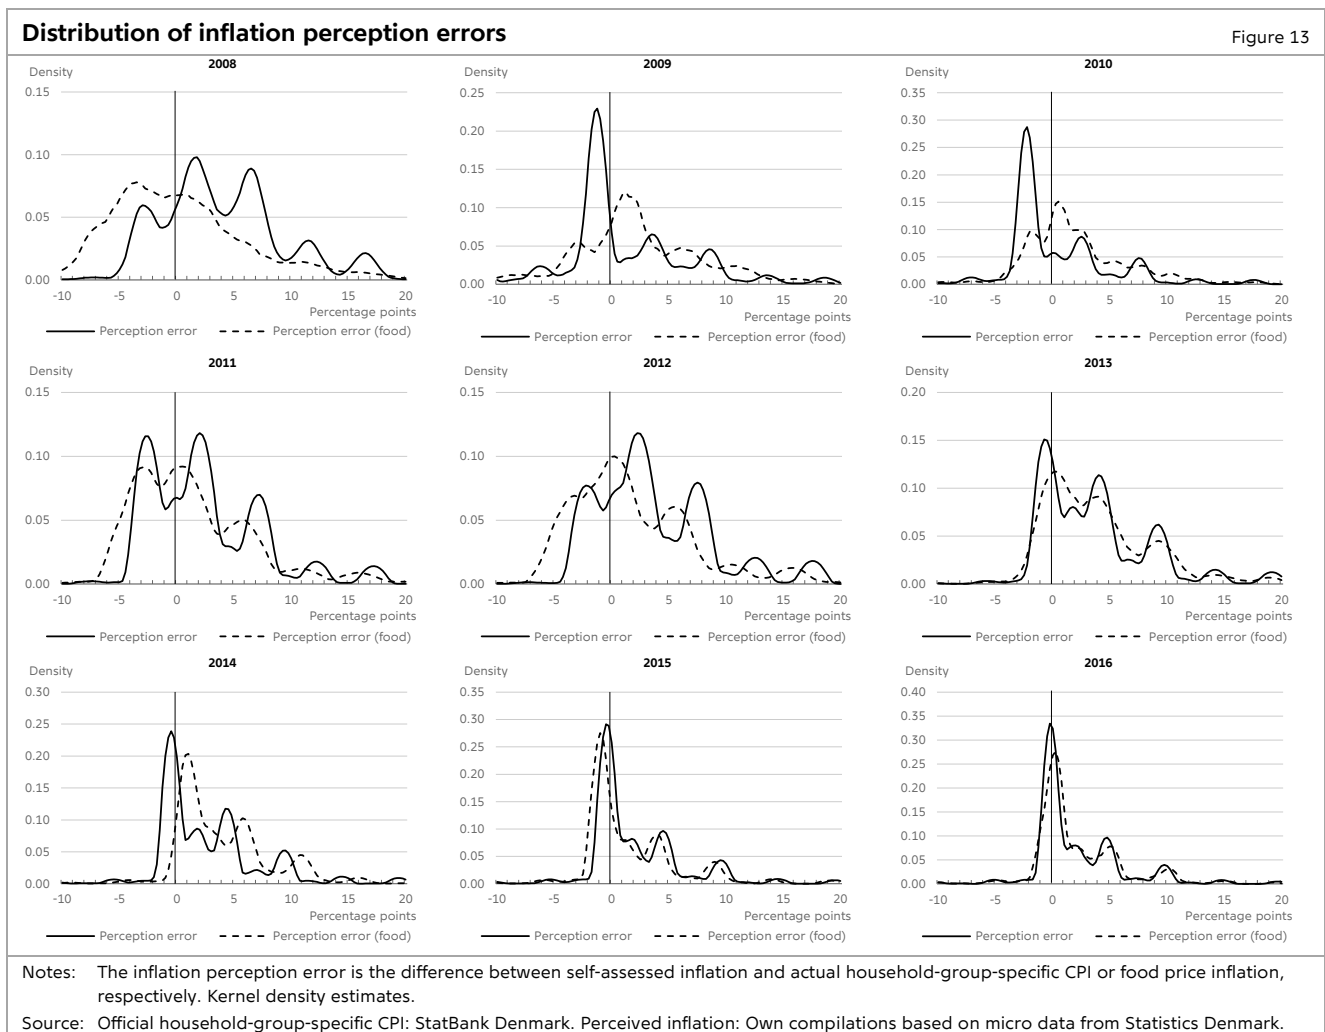 Distribution of inflation perception errors
Figure 13
2008
Density
0.15
0.10
0.05
0.00
-10 -5 0 5 10 15 20
Percentage points
Perception error Perception error (food)
2009
Density
0.25
0.20
0.15
0.10
0.05
0.00
-10 -5 0 5 10 15 20
Percentage points
Perception error Perception error (food)
2010
Density
0.35
0.30
0.25
0.20
0.15
0.10
0.05
0.00
-10 -5 0 5 10 15 20
Percentage points
Perception error Perception error (food)
2011
Density
0.15
0.10
0.05
0.00
-10 -5 0 5 10 15 20
Percentage points
Perception error Perception error (food)
2012
Density
0.15
0.10
0.05
0.00
-10 -5 0 5 10 15 20
Percentage points
Perception error Perception error (food)
2013
Density
0.20
0.15
0.10
0.05
0.00
-10 -5 0 5 10 15 20
Percentage points
Perception error Perception error (food)
2014
Density
0.30
0.25
0.20
0.15
0.10
0.05
0.00
-10 -5 0 5 10 15 20
Percentage points
Perception error Perception error (food)
2015
Density
0.35
0.30
0.25
0.20
0.15
0.10
0.05
0.00
-10 -5 0 5 10 15 20
Percentage points
Perception error Perception error (food)
2016
Density
0.40
0.35
0.30
0.25
0.20
0.15
0.10
0.05
0.00
-10 -5 0 5 10 15 20
Percentage points
Perception error Perception error (food)
Notes: The inflation perception error is the difference between self-assessed inflation and actual household-group-specific CPI or food price inflation,
respectively. Kernel density estimates.
Source: Official household-group-specific CPI: StatBank Denmark. Perceived inflation: Own compilations based on micro data from Statistics Denmark.